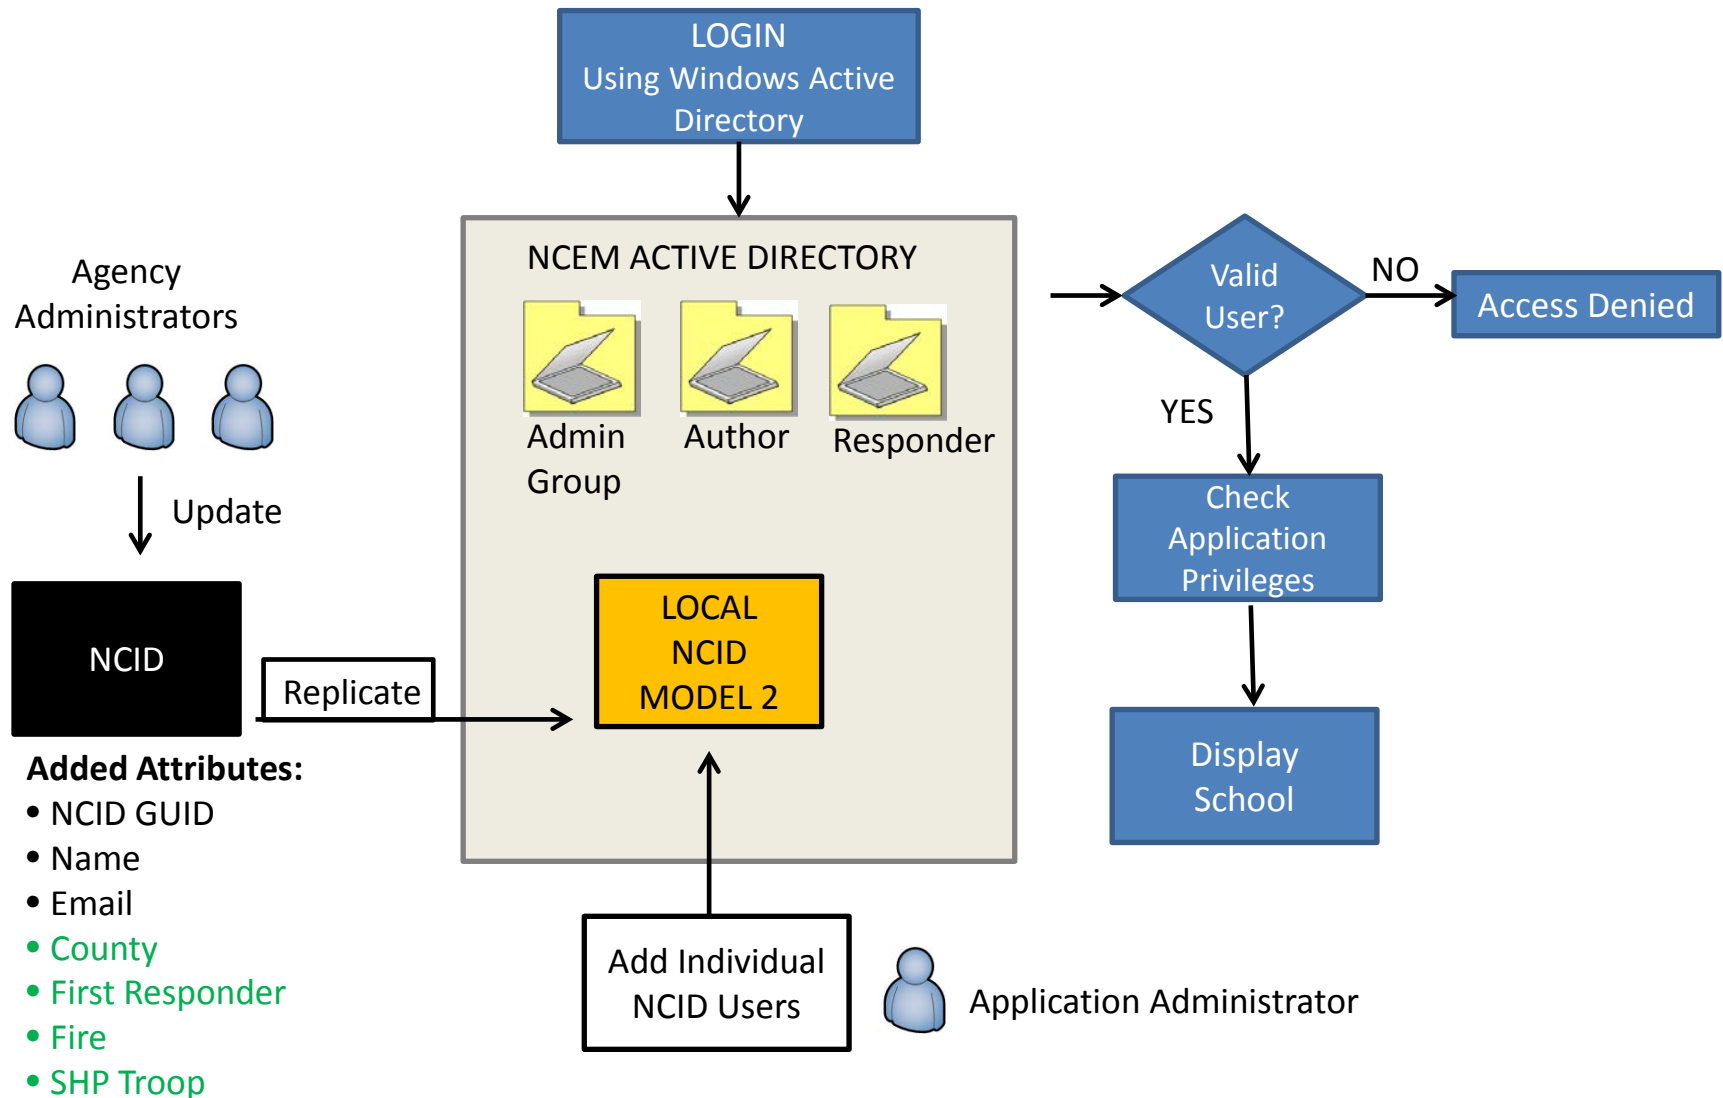 LOGIN
Using Windows Active
Directory
NCEM ACTIVE DIRECTORY
Admin
Group
Author
Responder
Agency
Administrators
Update
NCID
Replicate
LOCAL
NCID
MODEL 2
Added Attributes:
• NCID GUID
• Name
• Email
• County
• First Responder
• Fire
• SHP Troop
Add Individual
NCID Users
Application Administrator
Valid
User?
NO
Access Denied
YES
Check
Application
Privileges
Display
School